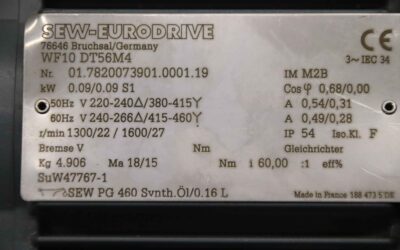 SEW-EURODRIVE
76646 Bruchsal/Germany
CE
WF10 DT56M4
3~ IEC 34
Nr. 01.7820073901.0001.19 IM M2B
kW 0.09/0.09 S1 Cos φ 0,68/0,00
50Hz V 220-240Δ/380-415Y A 0,54/0,31
60Hz V 240-266Δ/415-460Y A 0,49/0,28
r/min 1300/22 / 1600/27 IP 54 Iso.Kl. F
Bremse V Nm Gleichrichter
Kg 4.906 Ma 18/15 Nm i 60,00 :1 eff%
SuW47767-1
SEW PG 460 Synth.Öl/0.16 L Made in France 188 473 5 DE